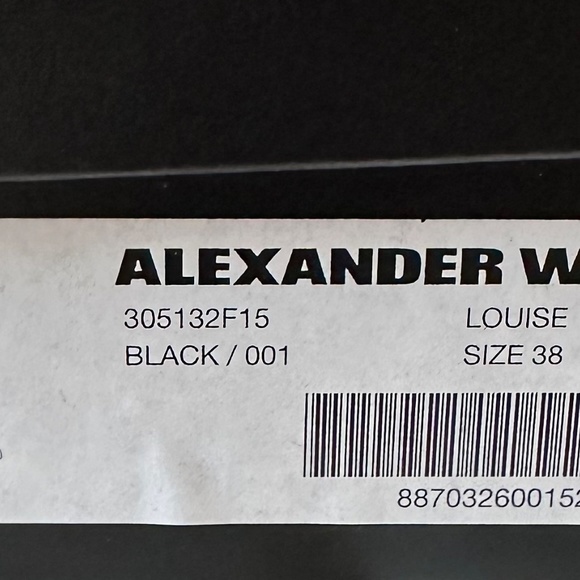 ALEXANDER W
305132F15 LOUISE
BLACK / 001 SIZE 38
887032600152